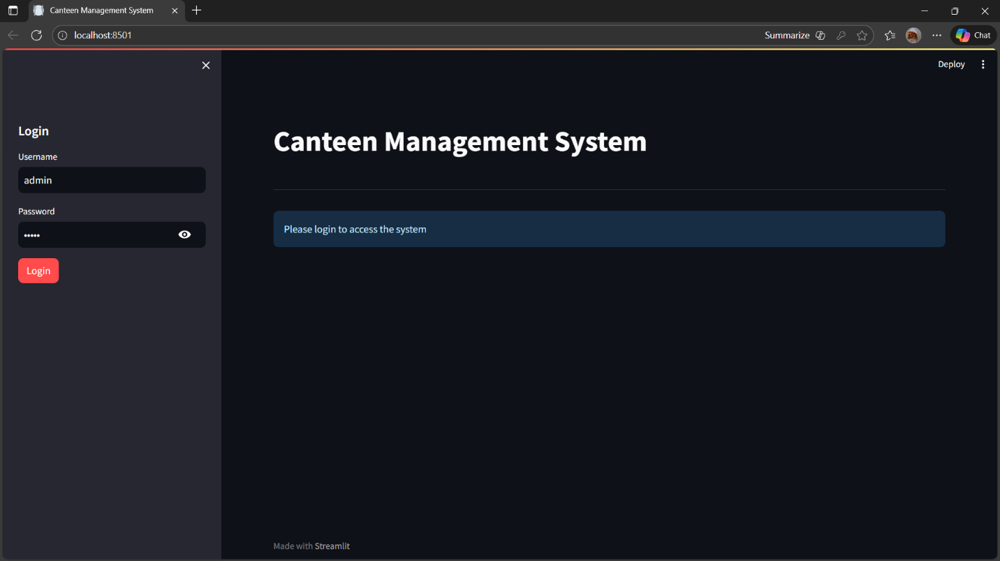 Canteen Management System
localhost:8501
Summarize
Chat
Deploy
Login
Username
admin
Password
•••••
Login
Canteen Management System
Please login to access the system
Made with Streamlit